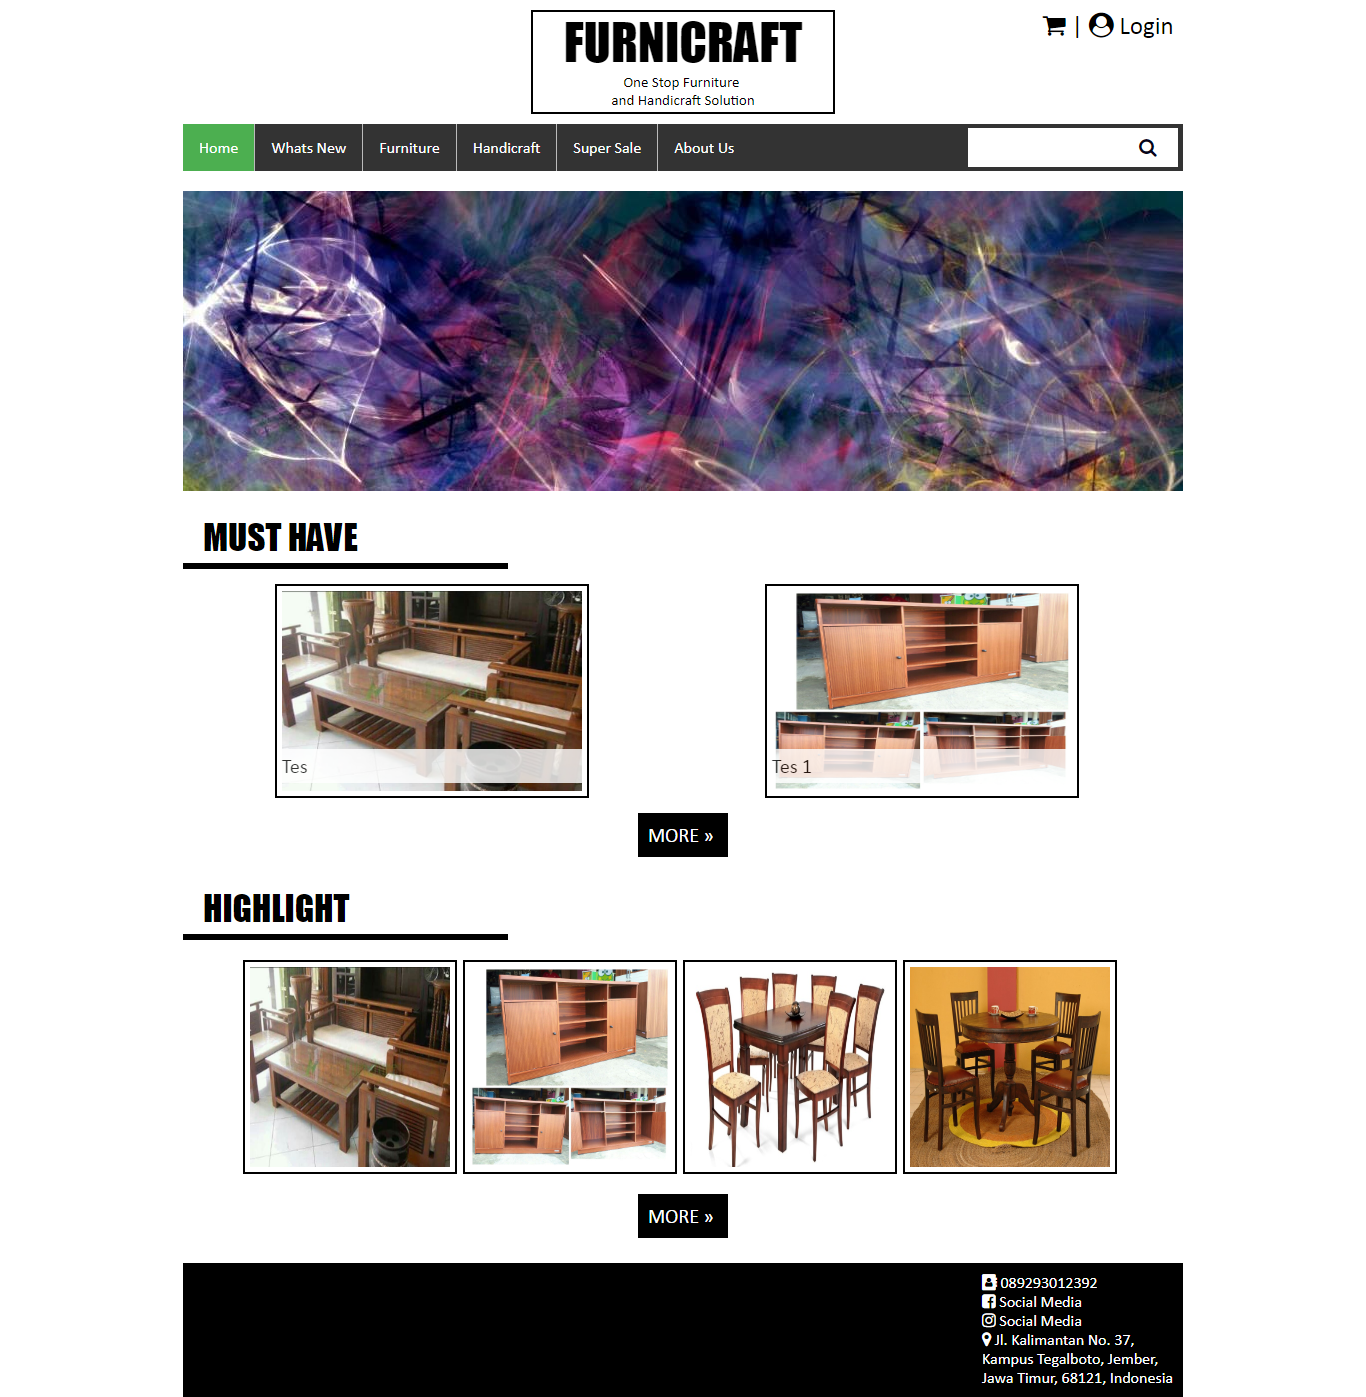 FURNICRAFT
One Stop Furniture
and Handicraft Solution
| Login
Home Whats New Furniture Handicraft Super Sale About Us
MUST HAVE
Tes
Tes 1
MORE »
HIGHLIGHT
MORE »
089293012392
Social Media
Social Media
Jl. Kalimantan No. 37,
Kampus Tegalboto, Jember,
Jawa Timur, 68121, Indonesia